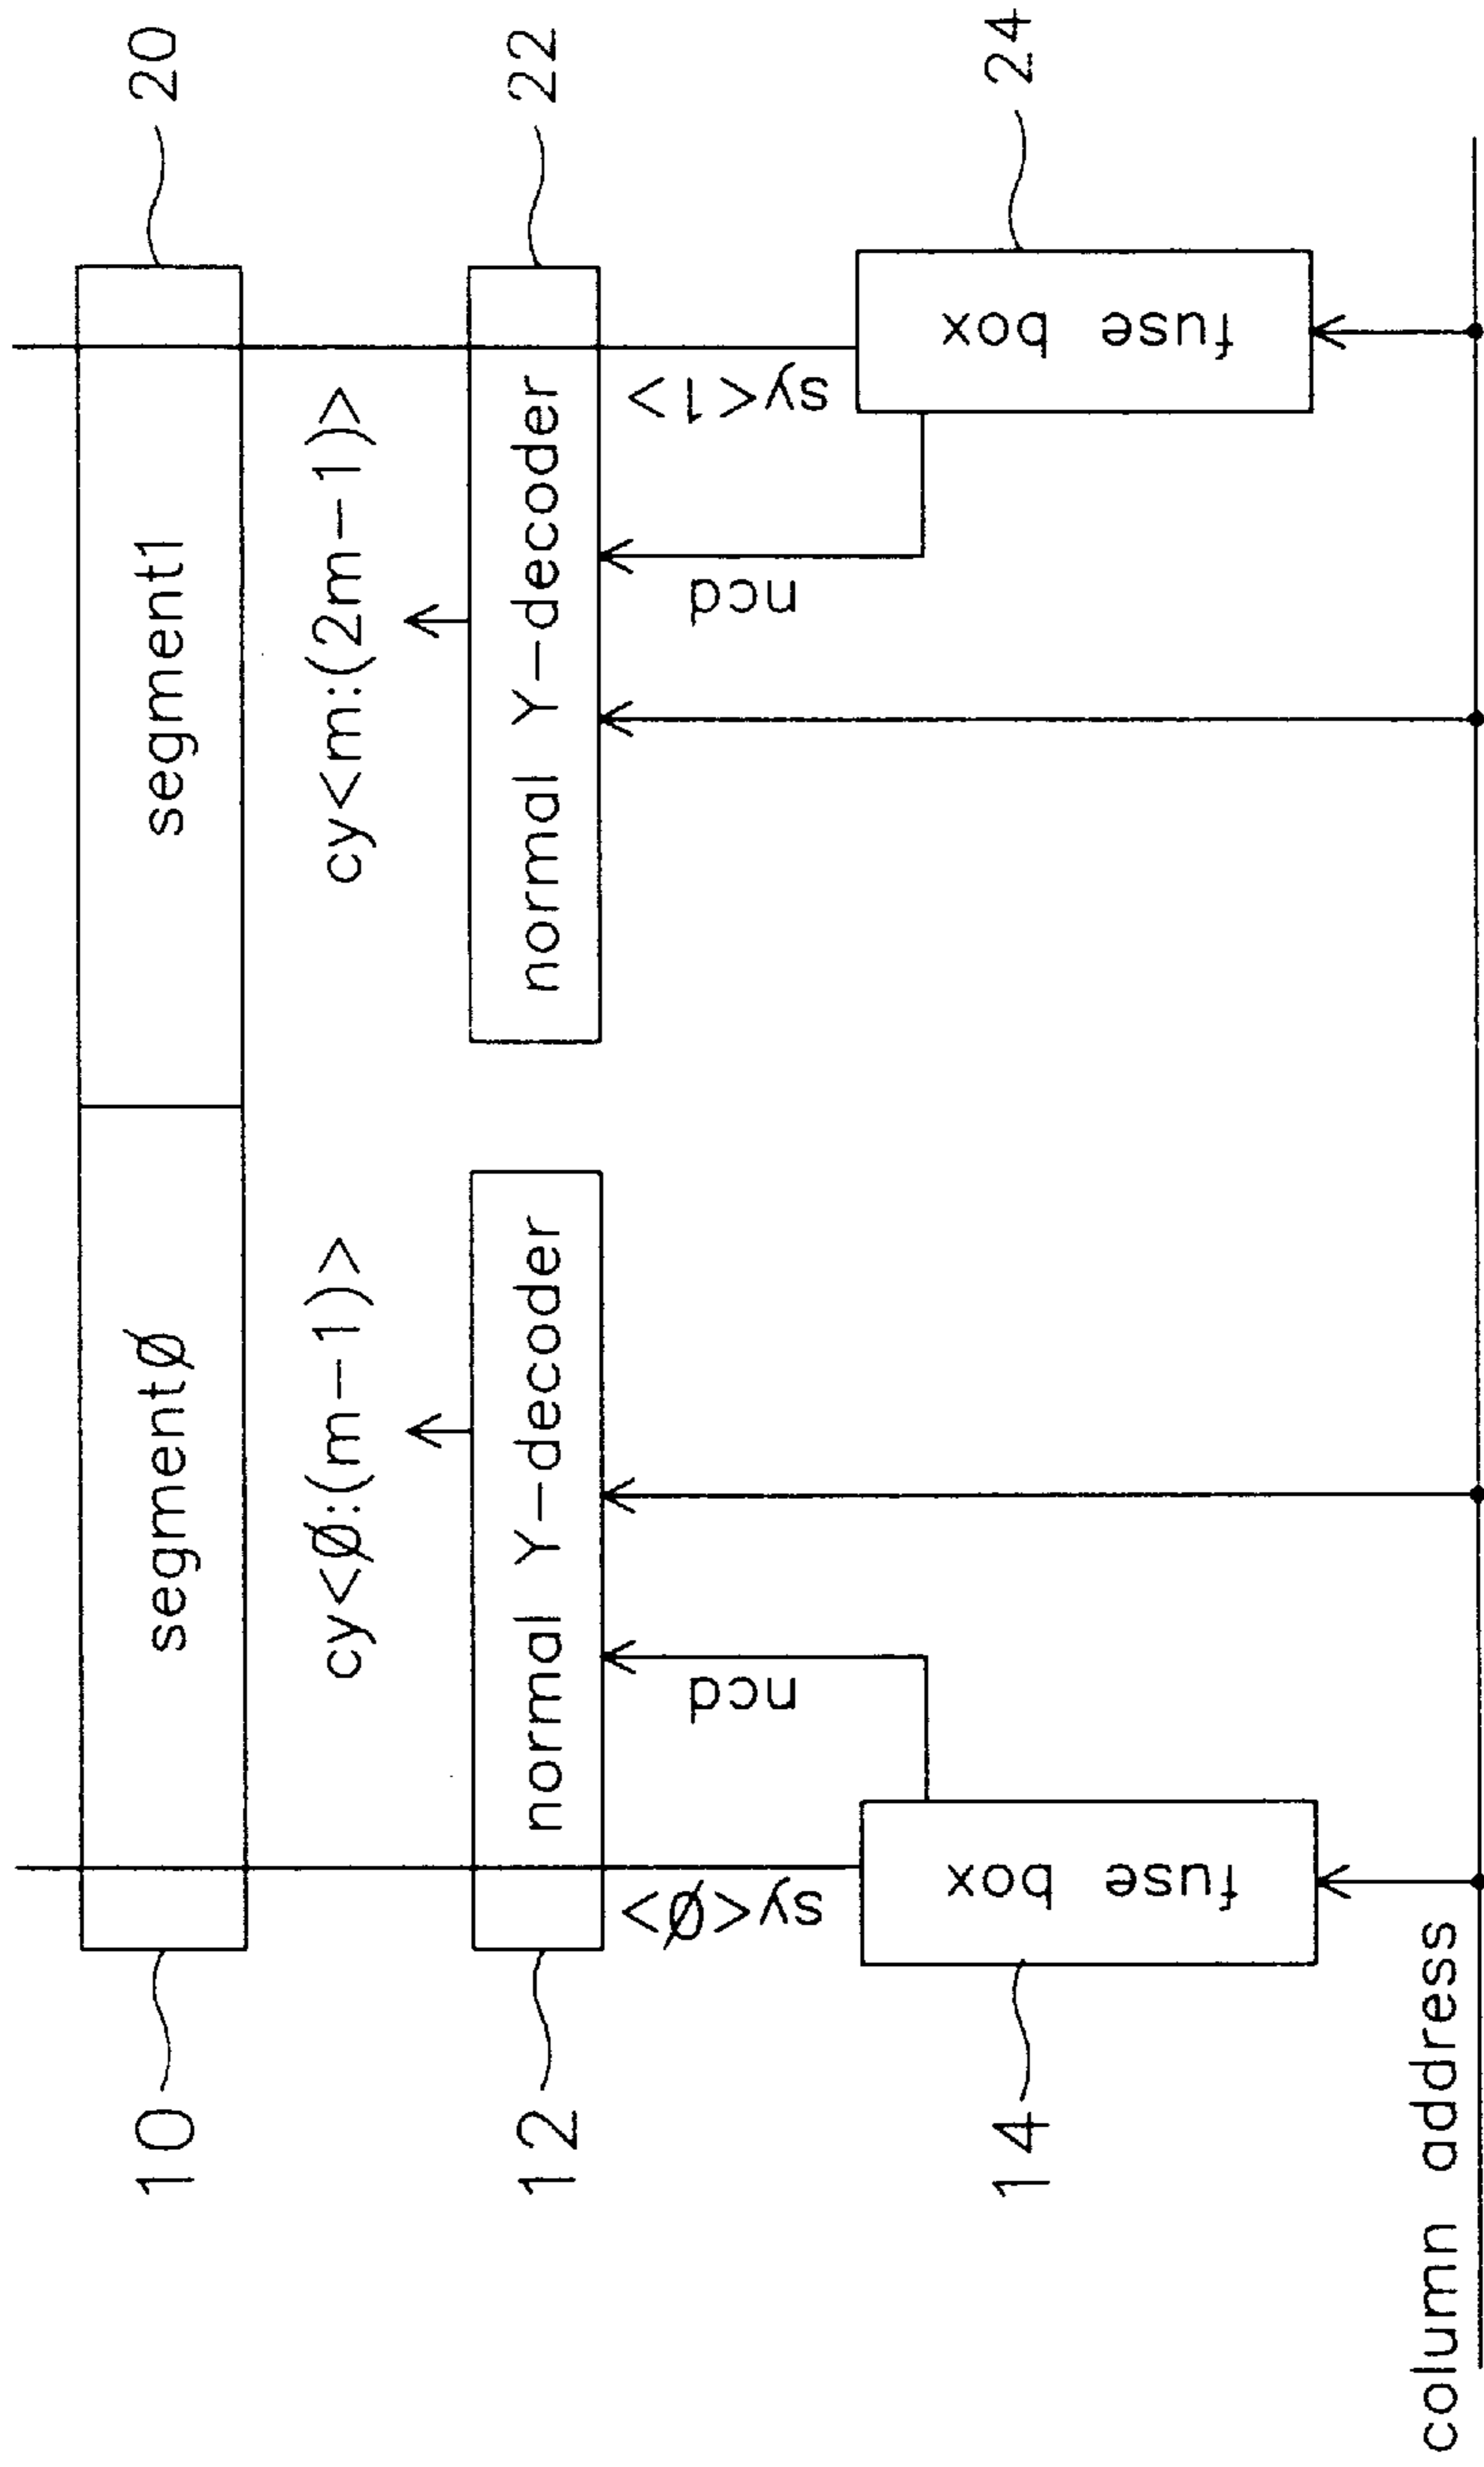 10
segmentØ
segment1
20
cy<Ø:(m-1)>
cy<m:(2m-1)>
12
normal Y-decoder
normal Y-decoder
22
sy<Ø>
ncd
ncd
sy<1>
14
fuse box
fuse box
24
column address